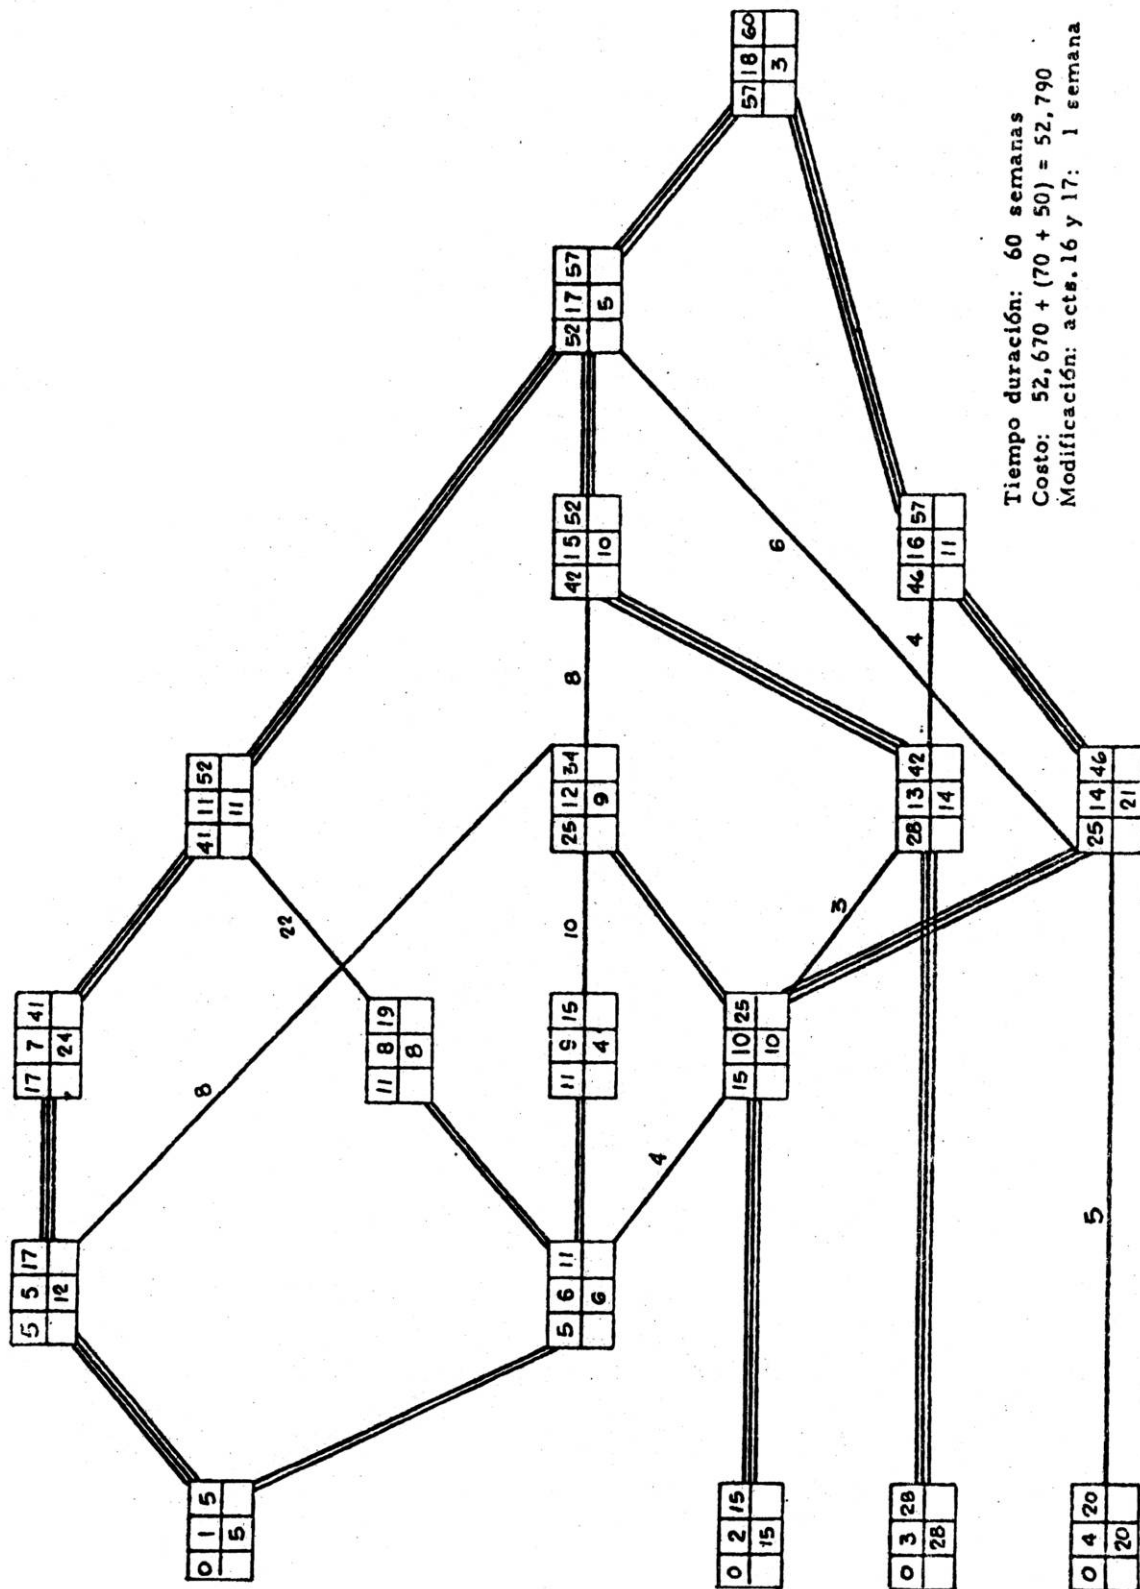 5 5 17
12
17 7 41
24
0 1 5
5
8
41 11 52
11
22
11 8 19
8
5 6 11
6
11 9 15
4
10
25 12 34
9
8
42 15 52
10
52 17 57
5
4
0 2 15
15
15 10 25
10
6
57 18 60
3
3
0 3 28
28
28 13 42
14
4
46 16 57
11
0 4 20
20
5
25 14 46
21
Tiempo duración: 60 semanas
Costo: 52,670 + (70 + 50) = 52,790
Modificación: acts. 16 y 17: 1 semana